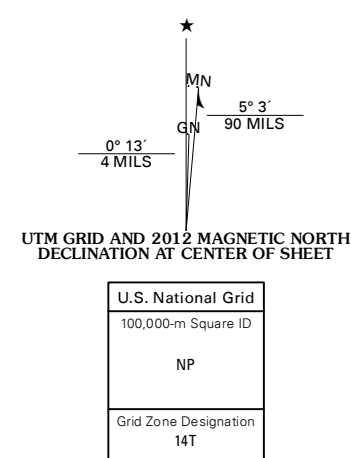 ★
MN
GN
5° 3´
90 MILS
0° 13´
4 MILS
UTM GRID AND 2012 MAGNETIC NORTH
DECLINATION AT CENTER OF SHEET
U.S. National Grid
100,000-m Square ID
NP
Grid Zone Designation
14T